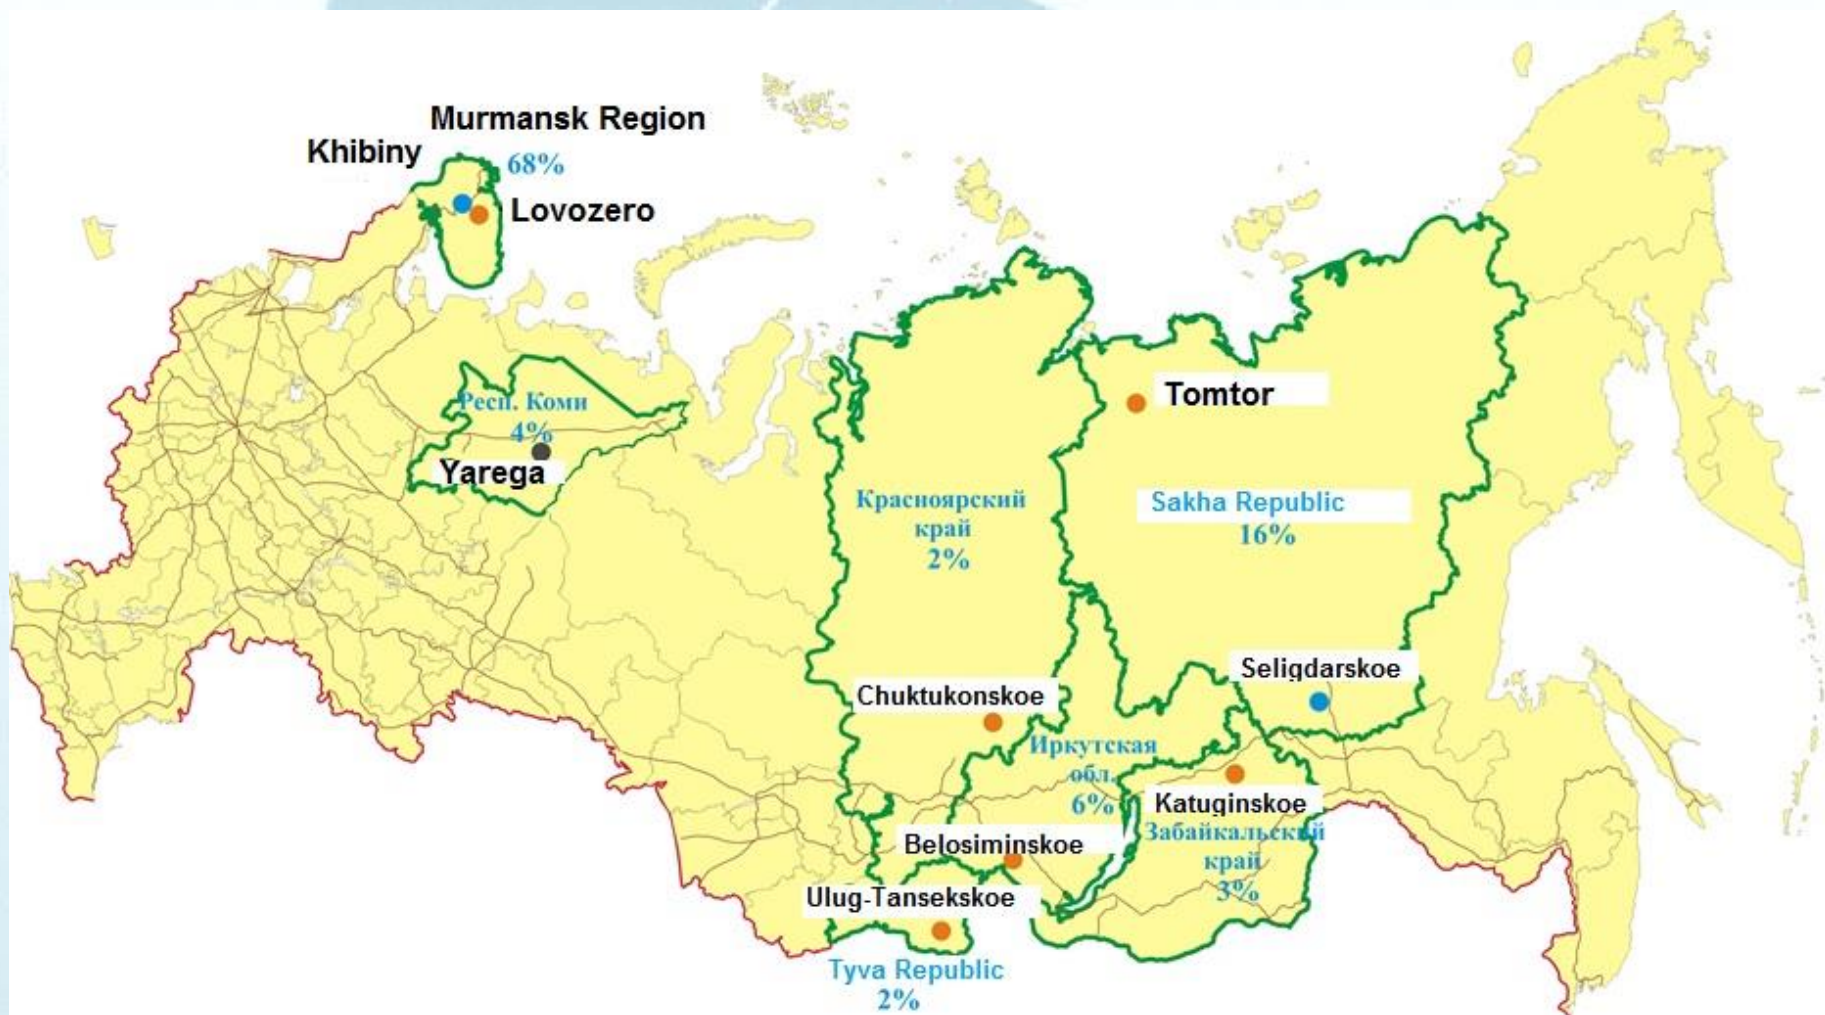 Murmansk Region
Khibiny
68%
Lovozero
Респ. Коми
4%
Yarega
Tomtor
Красноярский
край
2%
Sakha Republic
16%
Seligdarskoe
Chuktukonskoe
Иркутская
обл.
6%
Katuginskoe
Забайкальский
край
3%
Belosiminskoe
Ulug-Tansekskoe
Tyva Republic
2%